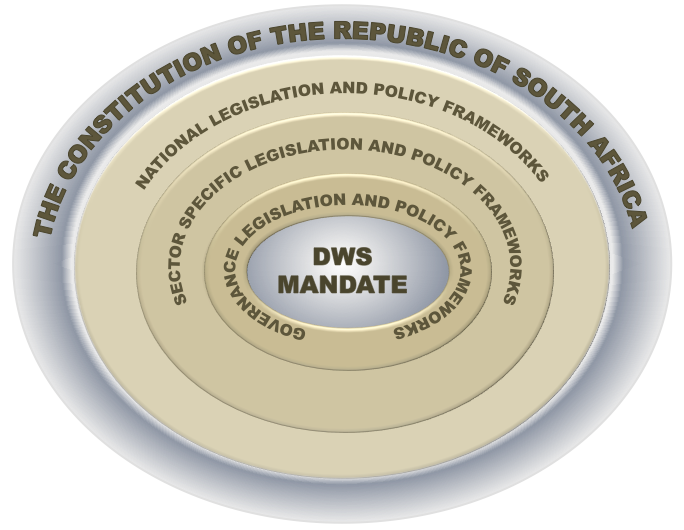 THE CONSTITUTION OF THE REPUBLIC OF SOUTH AFRICA
NATIONAL LEGISLATION AND POLICY FRAMEWORKS
SECTOR SPECIFIC LEGISLATION AND POLICY FRAMEWORKS
GOVERNANCE LEGISLATION AND POLICY FRAMEWORKS
DWS
MANDATE